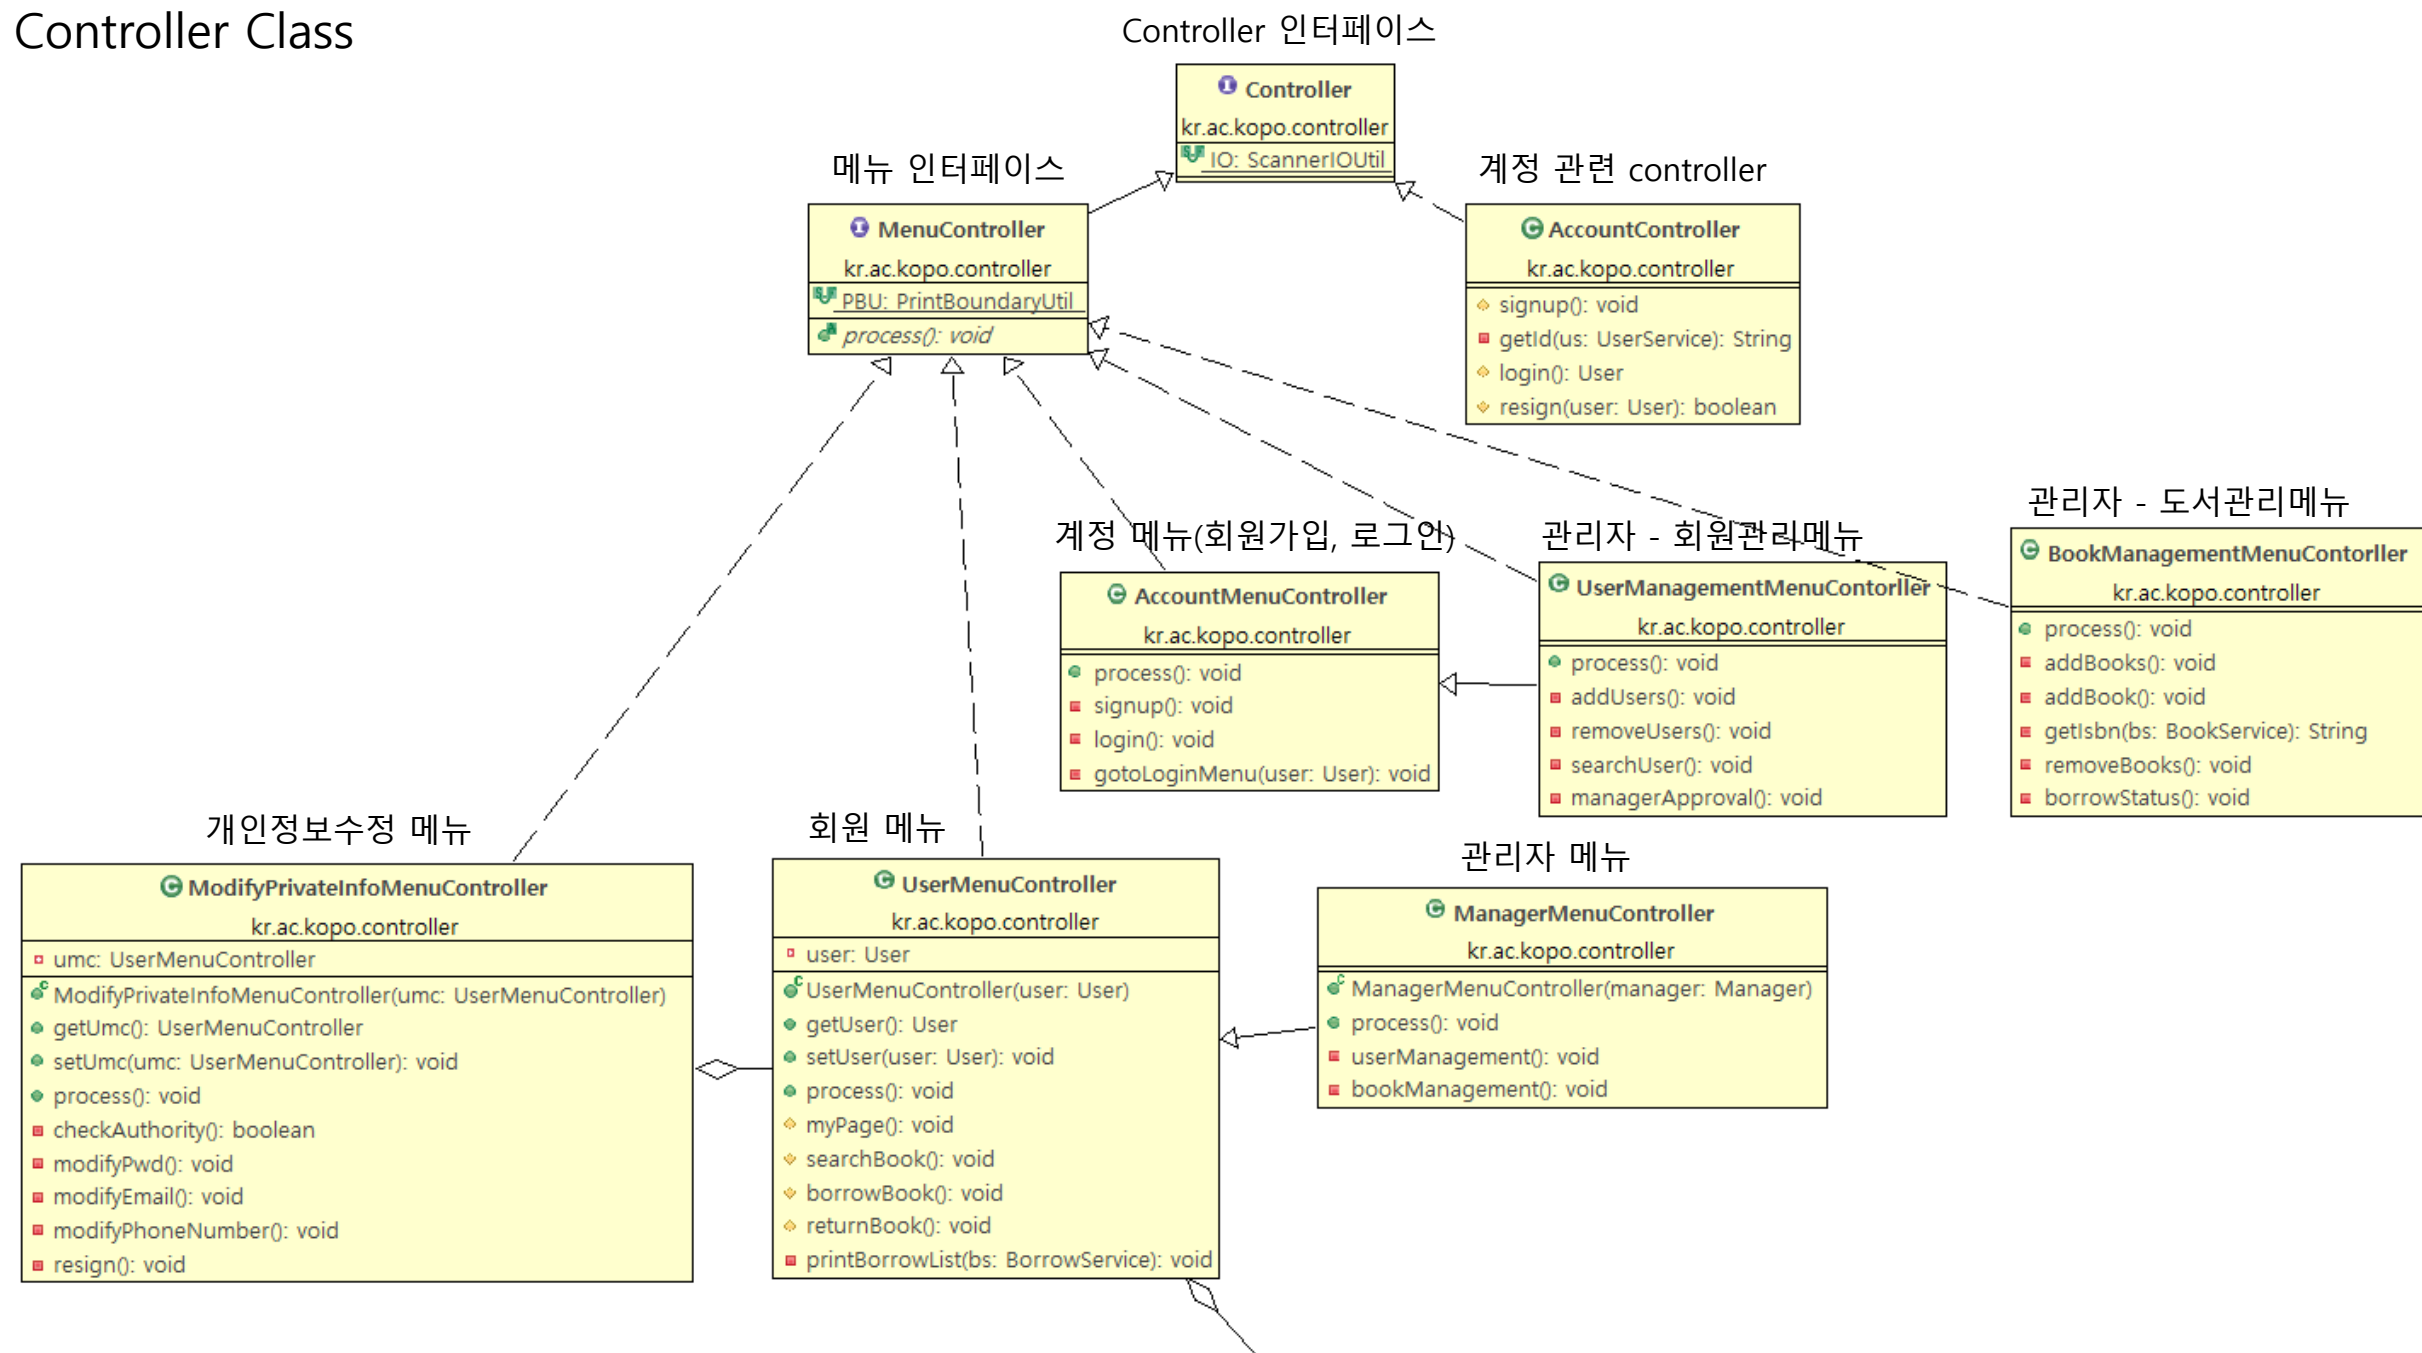 Controller Class
Controller 인터페이스
Controller
kr.ac.kopo.controller
IO: ScannerIOUtil
메뉴 인터페이스
MenuController
kr.ac.kopo.controller
PBU: PrintBoundaryUtil
process(): void
계정 관련 controller
AccountController
kr.ac.kopo.controller
signup(): void
getId(us: UserService): String
login(): User
resign(user: User): boolean
계정 메뉴(회원가입, 로그인)
AccountMenuController
kr.ac.kopo.controller
process(): void
signup(): void
login(): void
gotoLoginMenu(user: User): void
관리자 - 회원관리메뉴
UserManagementMenuContorller
kr.ac.kopo.controller
process(): void
addUsers(): void
removeUsers(): void
searchUser(): void
managerApproval(): void
관리자 - 도서관리메뉴
BookManagementMenuContorller
kr.ac.kopo.controller
process(): void
addBooks(): void
addBook(): void
getIsbn(bs: BookService): String
removeBooks(): void
borrowStatus(): void
개인정보수정 메뉴
ModifyPrivateInfoMenuController
kr.ac.kopo.controller
umc: UserMenuController
ModifyPrivateInfoMenuController(umc: UserMenuController)
getUmc(): UserMenuController
setUmc(umc: UserMenuController): void
process(): void
checkAuthority(): boolean
modifyPwd(): void
modifyEmail(): void
modifyPhoneNumber(): void
resign(): void
회원 메뉴
UserMenuController
kr.ac.kopo.controller
user: User
UserMenuController(user: User)
getUser(): User
setUser(user: User): void
process(): void
myPage(): void
searchBook(): void
borrowBook(): void
returnBook(): void
printBorrowList(bs: BorrowService): void
관리자 메뉴
ManagerMenuController
kr.ac.kopo.controller
ManagerMenuController(manager: Manager)
process(): void
userManagement(): void
bookManagement(): void